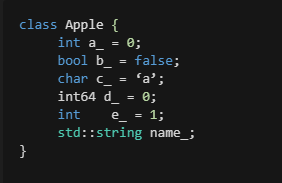 class Apple {
     int a_ = 0;
     bool b_ = false;
     char c_ = ‘a’;
     int64 d_ = 0;
     int    e_ = 1;
     std::string name_;
}